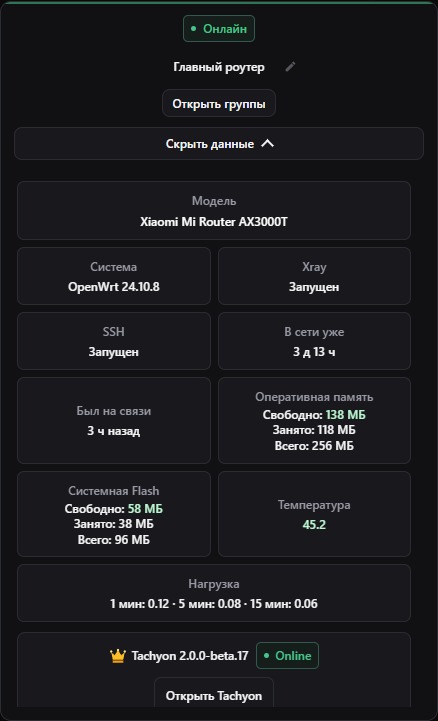 Онлайн
Главный роутер
Открыть группы
Скрыть данные
Модель
Xiaomi Mi Router AX3000T
Система
OpenWrt 24.10.8
Xray
Запущен
SSH
Запущен
В сети уже
3 д 13 ч
Был на связи
3 ч назад
Оперативная память
Свободно: 138 МБ
Занято: 118 МБ
Всего: 256 МБ
Системная Flash
Свободно: 58 МБ
Занято: 38 МБ
Всего: 96 МБ
Температура
45.2
Нагрузка
1 мин: 0.12 · 5 мин: 0.08 · 15 мин: 0.06
Tachyon 2.0.0-beta.17
Online
Открыть Tachyon